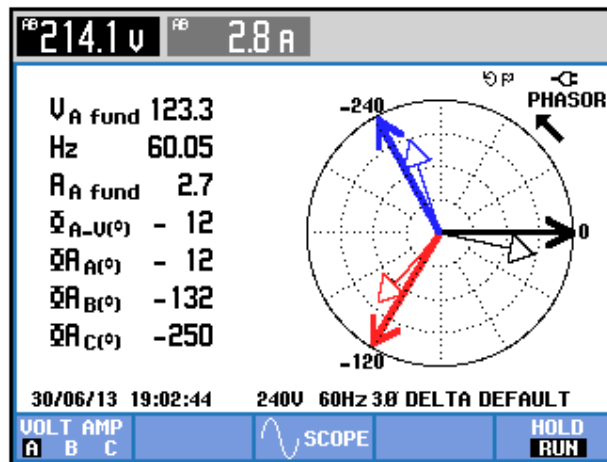 AB 214.1 V AB 2.8 A
PHASOR
V A fund 123.3
Hz 60.05
A A fund 2.7
Φ A-V(°) - 12
ΦA A(°) - 12
ΦA B(°) -132
ΦA C(°) -250
-240
0
-120
30/06/13 19:02:44 240V 60Hz 3Ø DELTA DEFAULT
VOLT AMP
A B C
SCOPE
HOLD
RUN